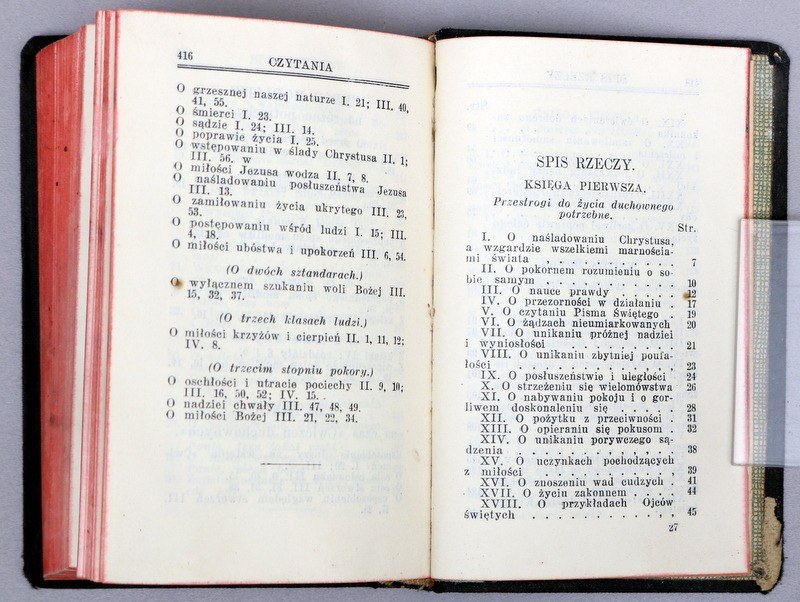 416
CZYTANIA
O grzesznej naszej naturze I. 21; III. 40,
41, 55.
O śmierci I. 23.
O sądzie I. 24; III. 14.
O poprawie życia I. 25.
O wstępowaniu w ślady Chrystusa II. 1;
III. 56. w
O miłości Jezusa wodza II. 7, 8.
O naśladowaniu posłuszeństwa Jezusa
III. 13.
O zamiłowaniu życia ukrytego III. 23,
53.
O postępowaniu wśród ludzi I. 15; III.
4, 18.
O miłości ubóstwa i upokorzeń III. 6, 54.
(O dwóch sztandarach.)
O wyłącznem szukaniu woli Bożej III.
15, 32, 37.
(O trzech klasach ludzi.)
O miłości krzyżów i cierpień II. 1, 11, 12;
IV. 8.
(O trzecim stopniu pokory.)
O oschłości i utracie pociechy II. 9, 10;
III. 16, 50, 52; IV. 15.
O nadziei chwały III. 47, 48, 49.
O miłości Bożej III. 21, 22, 34.
SPIS RZECZY.
KSIĘGA PIERWSZA.
Przestrogi do życia duchownego
potrzebne.
Str.
I. O naśladowaniu Chrystusa,
a wzgardzie wszelkiemi marnościa-
mi świata . . . . . . . . . . . 7
II. O pokornem rozumieniu o so-
bie samym . . . . . . . . . . . 10
III. O nauce prawdy . . . . . 12
IV. O przezorności w działaniu . 17
V. O czytaniu Pisma Świętego . 19
VI. O żądzach nieumiarkowanych 20
VII. O unikaniu próżnej nadziei
i wyniosłości . . . . . . . . . 21
VIII. O unikaniu zbytniej poufa-
łości . . . . . . . . . . . . . 23
IX. O posłuszeństwie i uległości 24
X. O strzeżeniu się wielomówstwa 26
XI. O nabywaniu pokoju i o gor-
liwem doskonaleniu się . . . . . 28
XII. O pożytku z przeciwności . 31
XIII. O opieraniu się pokusom . 32
XIV. O unikaniu porywczego są-
dzenia . . . . . . . . . . . . 38
XV. O uczynkach pochodzących
z miłości . . . . . . . . . . . 39
XVI. O znoszeniu wad cudzych . 41
XVII. O życiu zakonnem . . . . 44
XVIII. O przykładach Ojców
świętych . . . . . . . . . . . 45
27